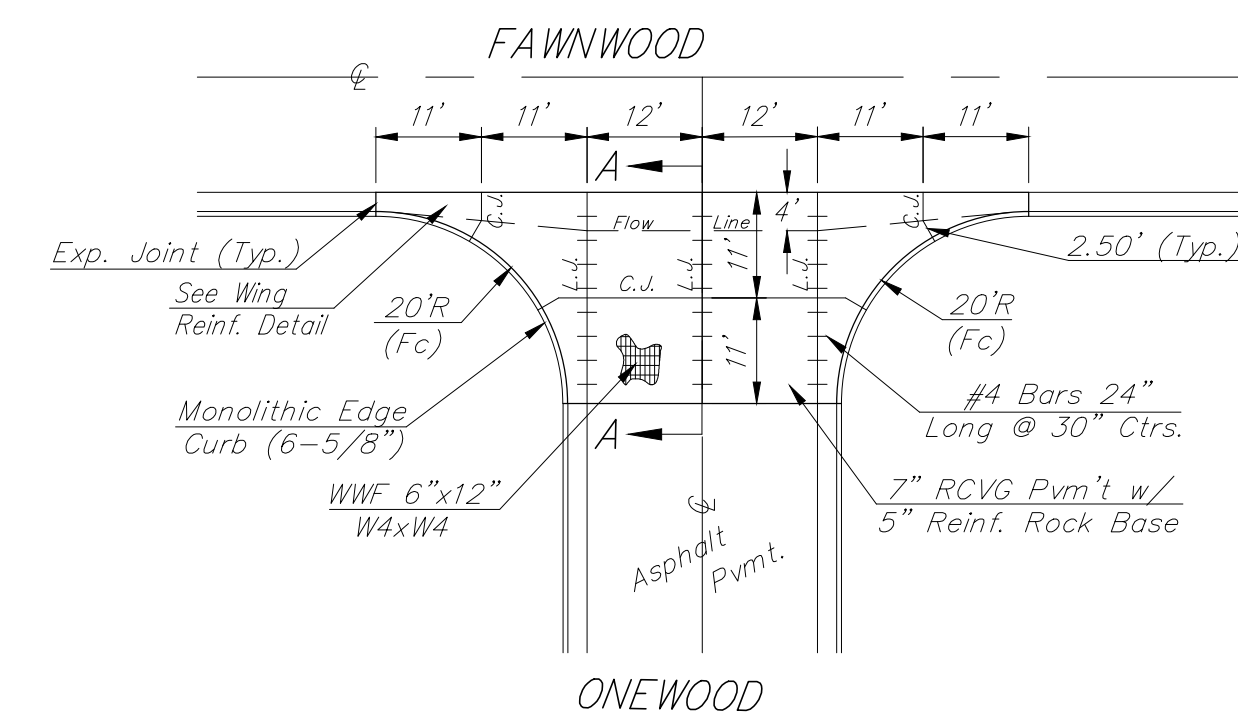 FAWNWOOD
℄
11' 11' 12' 12' 11' 11'
A
C.J. 4' C.J.
Flow Line
Exp. Joint (Typ.) 2.50' (Typ.)
L.J. L.J. 11' L.J.
C.J.
See Wing
Reinf. Detail
20'R
(Fc)
20'R
(Fc)
11'
Monolithic Edge
Curb (6-5/8")
#4 Bars 24"
Long @ 30" Ctrs.
A
WWF 6"x12"
W4xW4
7" RCVG Pvm't w/
5" Reinf. Rock Base
℄
Asphalt
Pvmt.
ONEWOOD